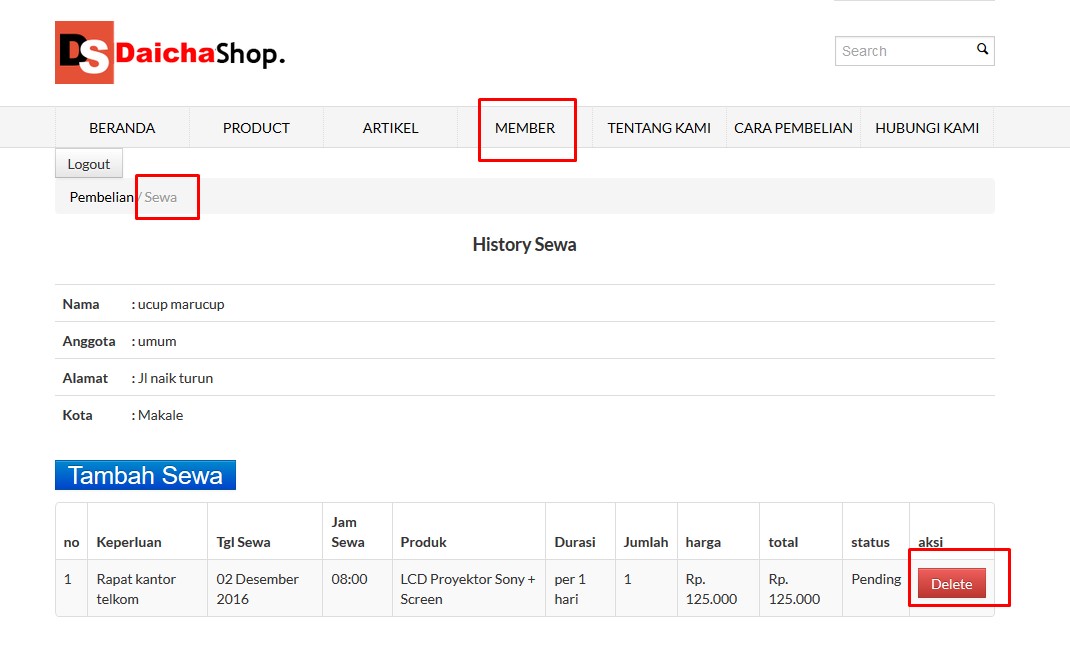 DS DaichaShop.
Search
BERANDA PRODUCT ARTIKEL MEMBER TENTANG KAMI CARA PEMBELIAN HUBUNGI KAMI
Logout
Pembelian / Sewa
History Sewa
Nama : ucup marucup
Anggota : umum
Alamat : Jl naik turun
Kota : Makale
Tambah Sewa
no Keperluan Tgl Sewa Jam Sewa Produk Durasi Jumlah harga total status aksi
1 Rapat kantor telkom 02 Desember 2016 08:00 LCD Proyektor Sony + Screen per 1 hari 1 Rp. 125.000 Rp. 125.000 Pending Delete